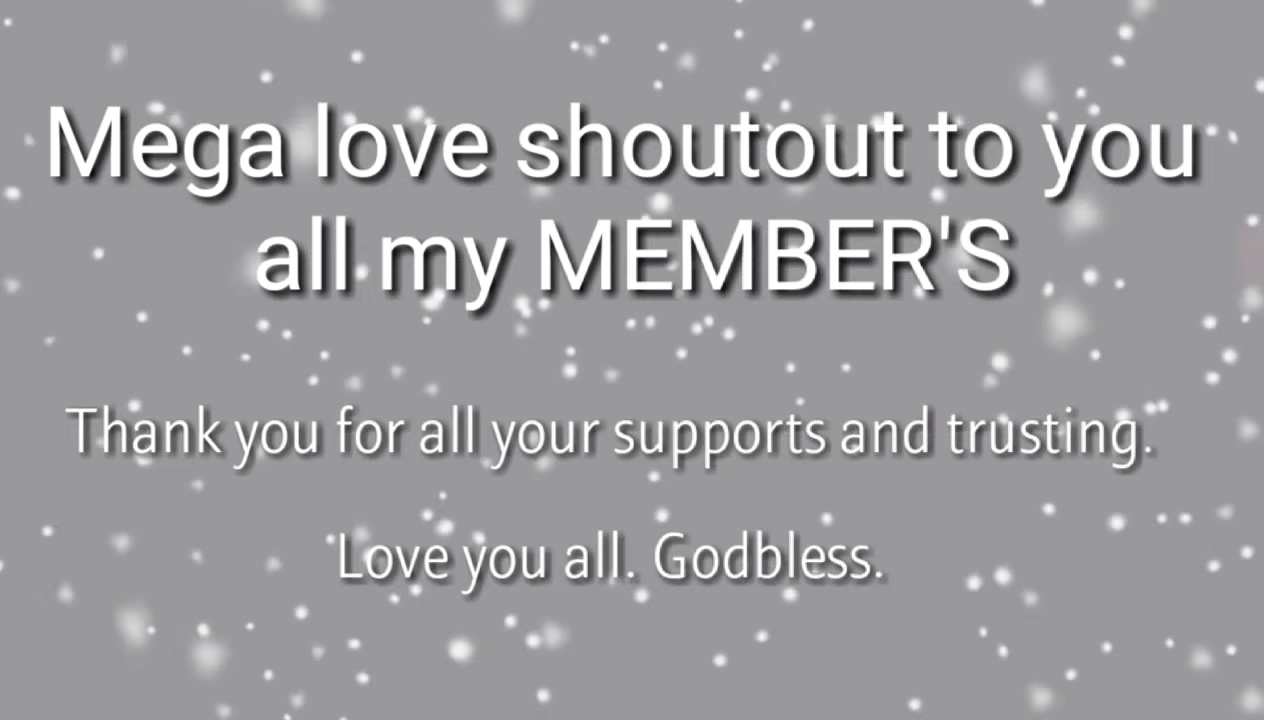 Mega love shoutout to you
all my MEMBER'S
Thank you for all your supports and trusting.
Love you all. Godbless.